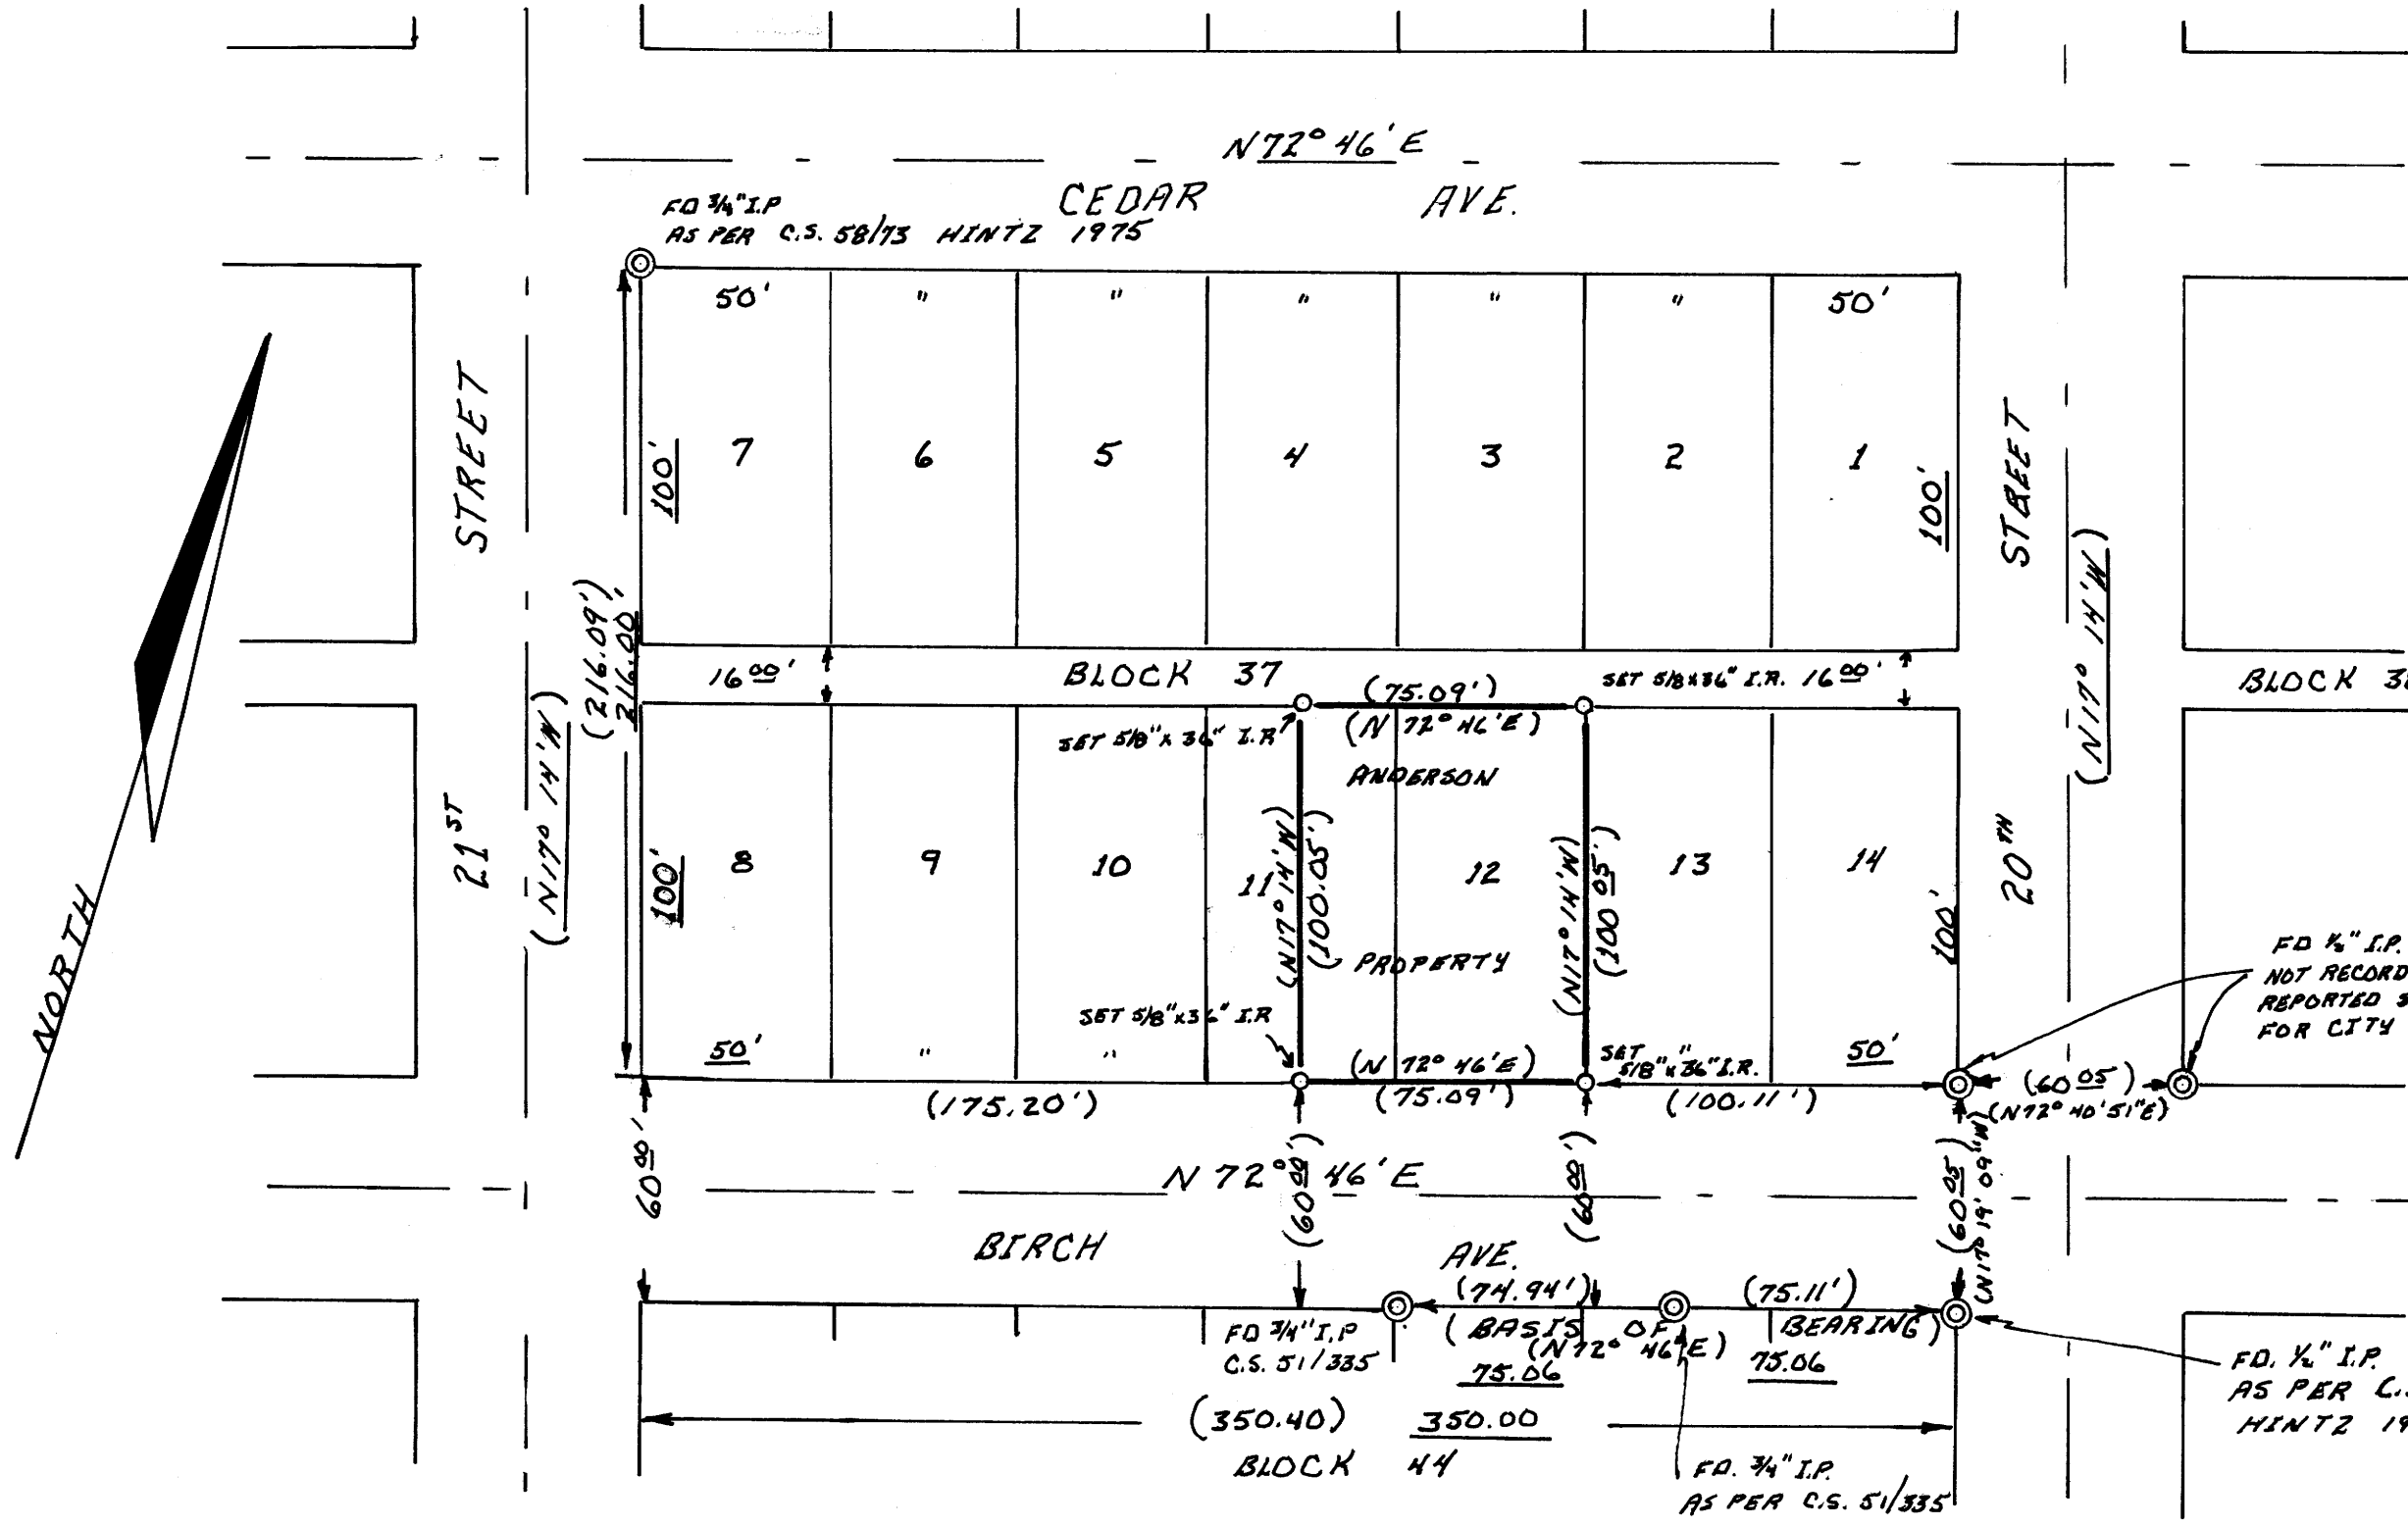 N 72° 46' E
CEDAR AVE.
FD 3/4" I.P
AS PER C.S. 58/73 HINTZ 1975
50' " " " " " 50'
STREET
100'
7 6 5 4 3 2 1
100'
STREET
(N 17° 14' W)
(216.09')
216.00'
16 00'
BLOCK 37
(75.09')
SET 5/8 x 36" I.R. 16 00'
BLOCK
SET 5/8" x 36" I.R
(N 72° 46' E)
ANDERSON
21 ST
(N 17° 14' W)
100'
8 9 10 11 12 13 14
(N 17° 14' W)
(100.05')
(N 17° 14' W)
(100 05')
20 TH
100'
NORTH
PROPERTY
FD 1/2" I.P.
NOT RECORD
REPORTED
FOR CITY
SET 5/8" x 36" I.R
50' " "
(N 72° 46' E)
SET
5/8" x 36" I.R.
50'
(175.20')
(75.09')
(100.11')
(60 05)
(N 72° 40' 51" E)
60 00'
N 72° 46' E
(60 00')
(60 00')
(60 05)
(N 17° 19' 09" W)
BIRCH AVE.
(74.94')
(75.11')
FD 3/4" I.P
C.S. 51/335
(BASIS OF BEARING)
(N 72° 46' E)
75.06
75.06
FD. 1/2" I.P.
AS PER
HINTZ
(350.40) 350.00
BLOCK 44
FD. 3/4" I.P.
AS PER C.S. 51/335